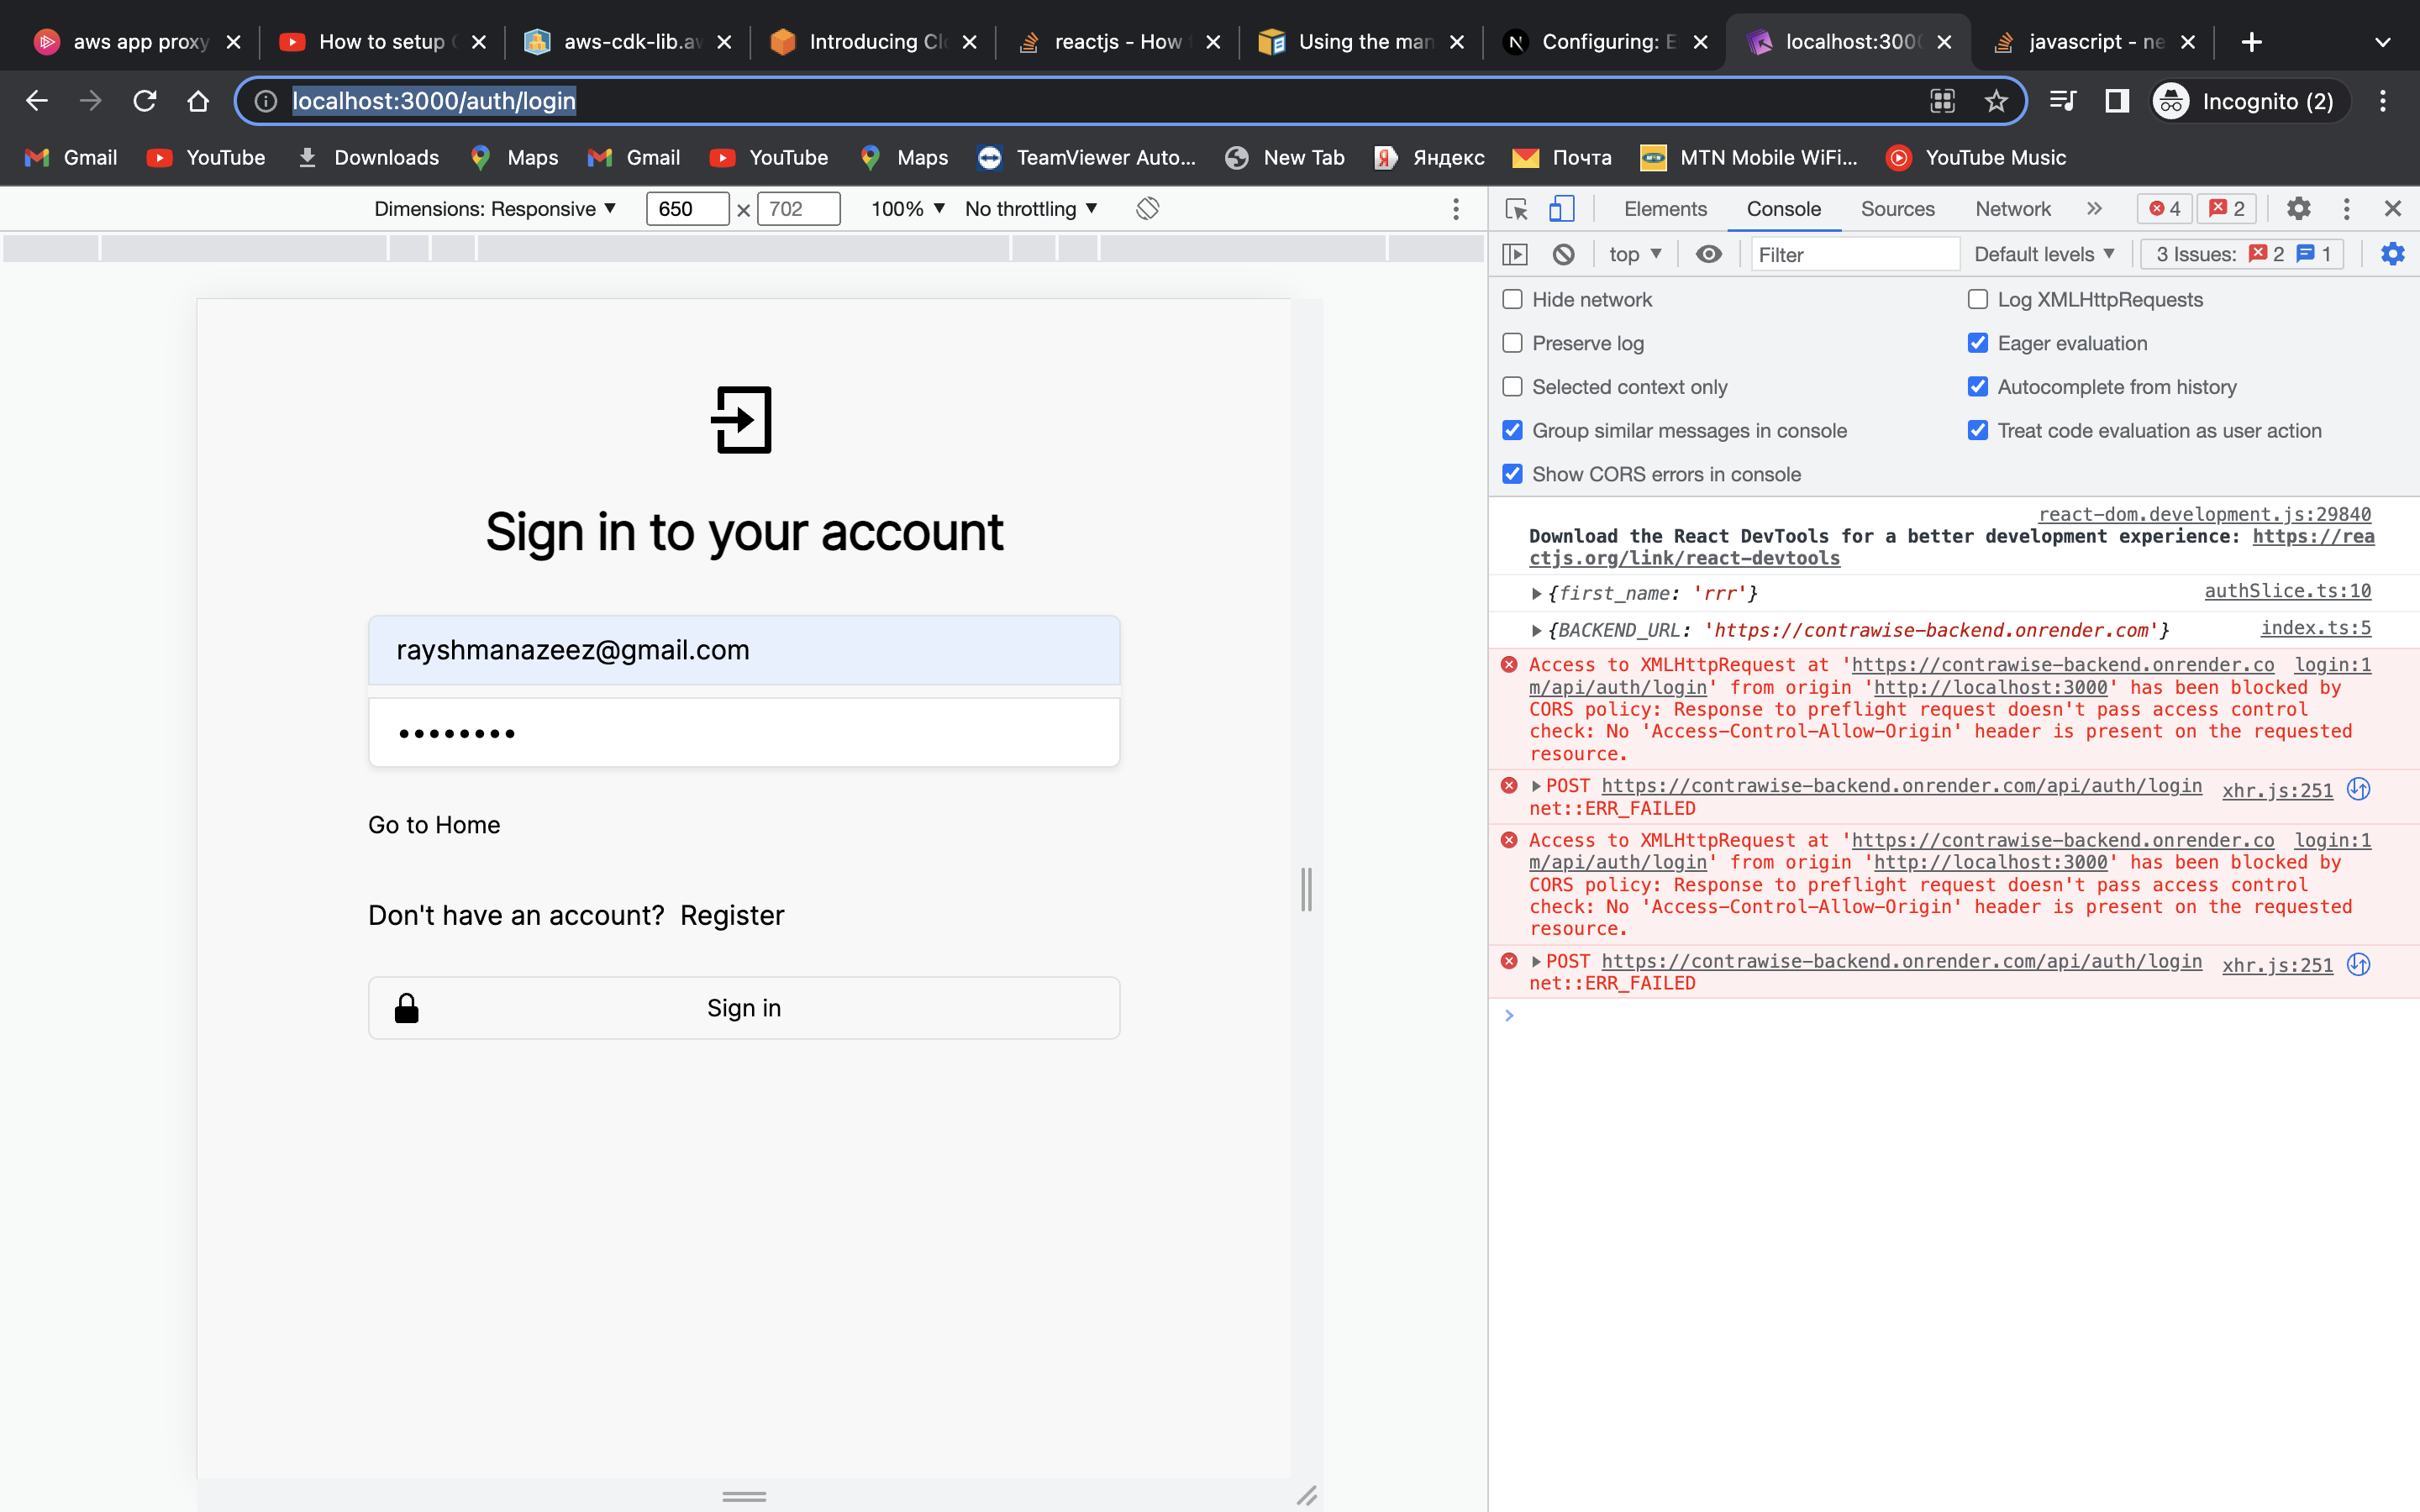 aws app proxy
How to setup
aws-cdk-lib.aw
Introducing Clo
reactjs - How
Using the man
Configuring: E
localhost:3000
javascript - ne
localhost:3000/auth/login
Incognito (2)
Gmail
YouTube
Downloads
Maps
Gmail
YouTube
Maps
TeamViewer Auto...
New Tab
Яндекс
Почта
MTN Mobile WiFi...
YouTube Music
Dimensions: Responsive
650
×
702
100%
No throttling
Elements
Console
Sources
Network
4
2
top
Filter
Default levels
3 Issues:
2
1
Hide network
Log XMLHttpRequests
Preserve log
Eager evaluation
Selected context only
Autocomplete from history
Group similar messages in console
Treat code evaluation as user action
Show CORS errors in console
Sign in to your account
rayshmanazeez@gmail.com
••••••••
Go to Home
Don't have an account? Register
Sign in
react-dom.development.js:29840
Download the React DevTools for a better development experience: https://rea
ctjs.org/link/react-devtools
{first_name: 'rrr'}
authSlice.ts:10
{BACKEND_URL: 'https://contrawise-backend.onrender.com'}
index.ts:5
Access to XMLHttpRequest at 'https://contrawise-backend.onrender.co
login:1
m/api/auth/login' from origin 'http://localhost:3000' has been blocked by
CORS policy: Response to preflight request doesn't pass access control
check: No 'Access-Control-Allow-Origin' header is present on the requested
resource.
POST https://contrawise-backend.onrender.com/api/auth/login
xhr.js:251
net::ERR_FAILED
Access to XMLHttpRequest at 'https://contrawise-backend.onrender.co
login:1
m/api/auth/login' from origin 'http://localhost:3000' has been blocked by
CORS policy: Response to preflight request doesn't pass access control
check: No 'Access-Control-Allow-Origin' header is present on the requested
resource.
POST https://contrawise-backend.onrender.com/api/auth/login
xhr.js:251
net::ERR_FAILED